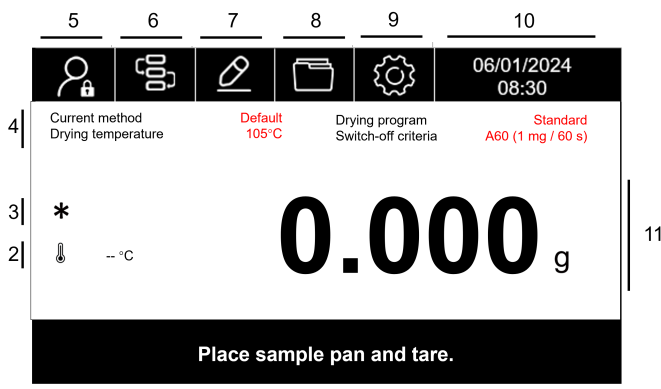 5 6 7 8 9 10
06/01/2024
08:30
4 Current method Default Drying program Standard
Drying temperature 105°C Switch-off criteria A60 (1 mg / 60 s)
3 *
0.000 g 11
2 -- °C
Place sample pan and tare.